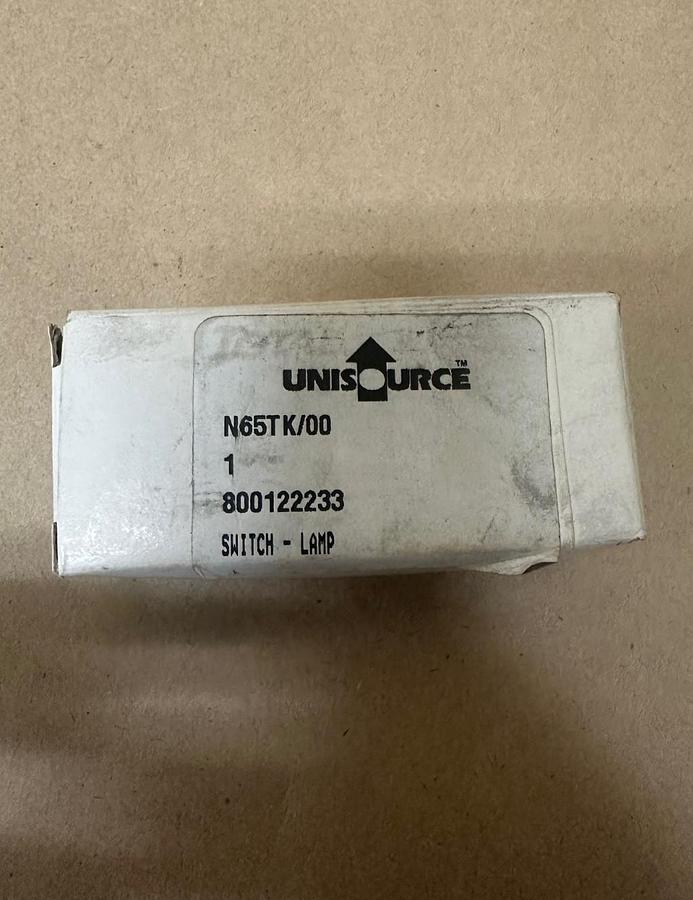 UNISOURCE™
N65TK/00
1
800122233
SWITCH - LAMP